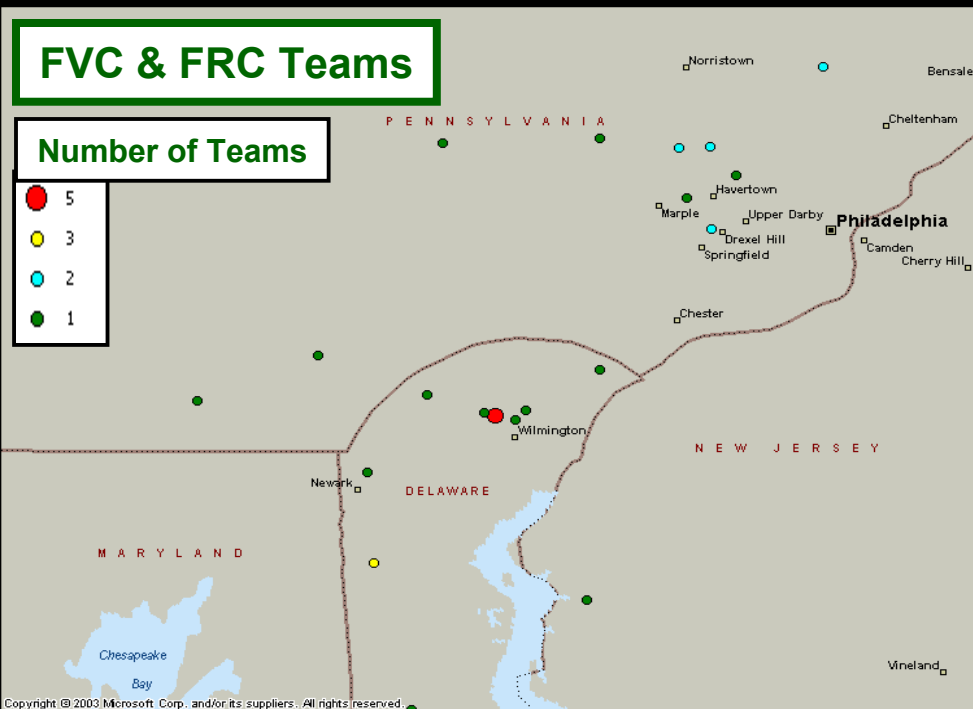 FVC & FRC Teams
Number of Teams
5
3
2
1
PENNSYLVANIA
Norristown
Bensale
Cheltenham
Havertown
Marple
Upper Darby
Philadelphia
Drexel Hill
Camden
Springfield
Cherry Hill
Chester
Wilmington
NEW JERSEY
Newark
DELAWARE
MARYLAND
Chesapeake
Bay
Vineland
Copyright © 2003 Microsoft Corp. and/or its suppliers. All rights reserved.